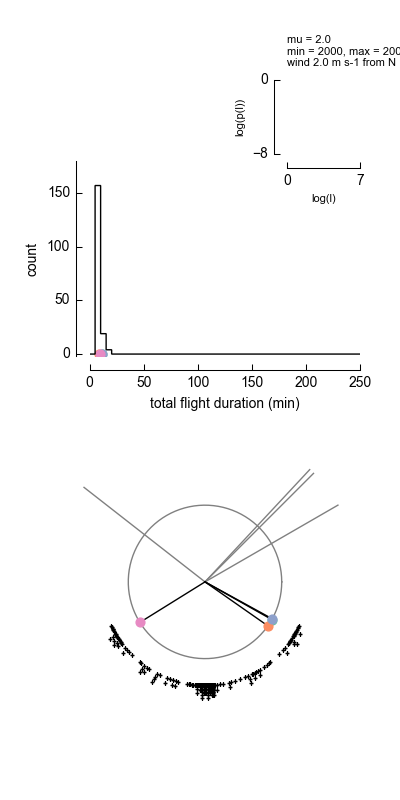 mu = 2.0
min = 2000, max = 200
wind 2.0 m s-1 from N
0
−8
log(p(l))
0 7
log(l)
150
100
50
0
count
0 50 100 150 200 250
total flight duration (min)